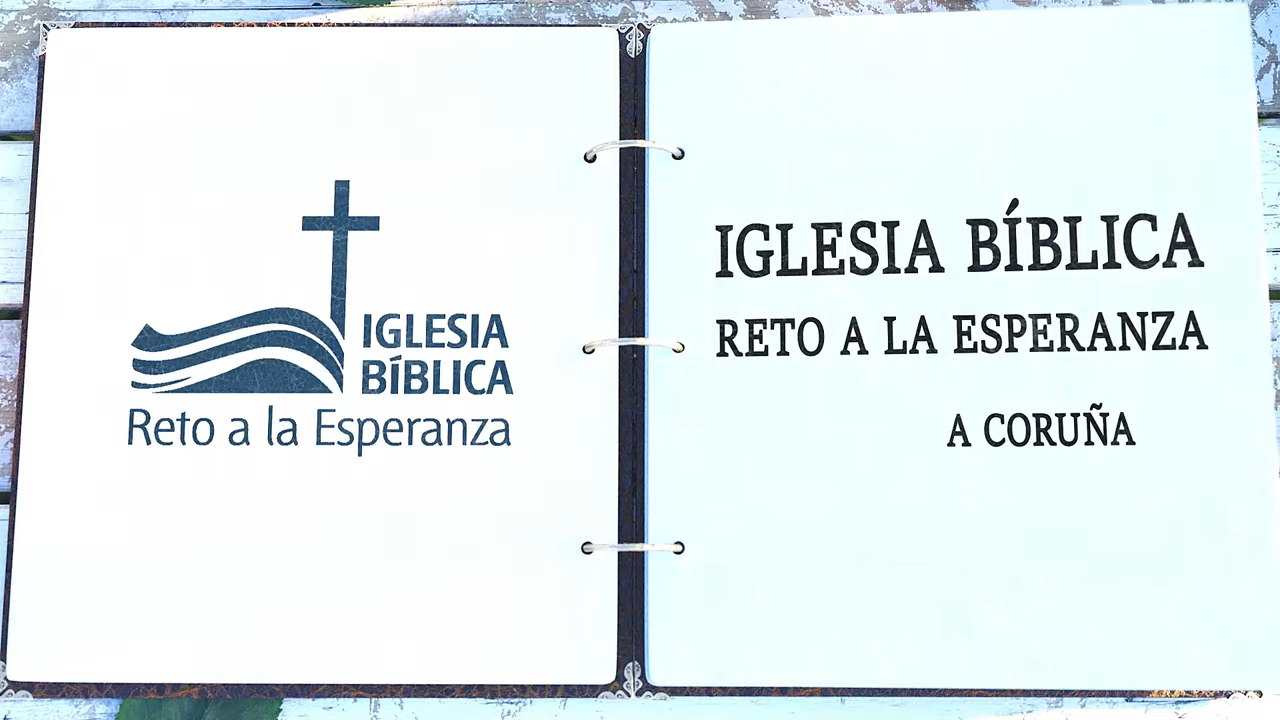 IGLESIA
BÍBLICA
Reto a la Esperanza
IGLESIA BÍBLICA
RETO A LA ESPERANZA
A CORUÑA